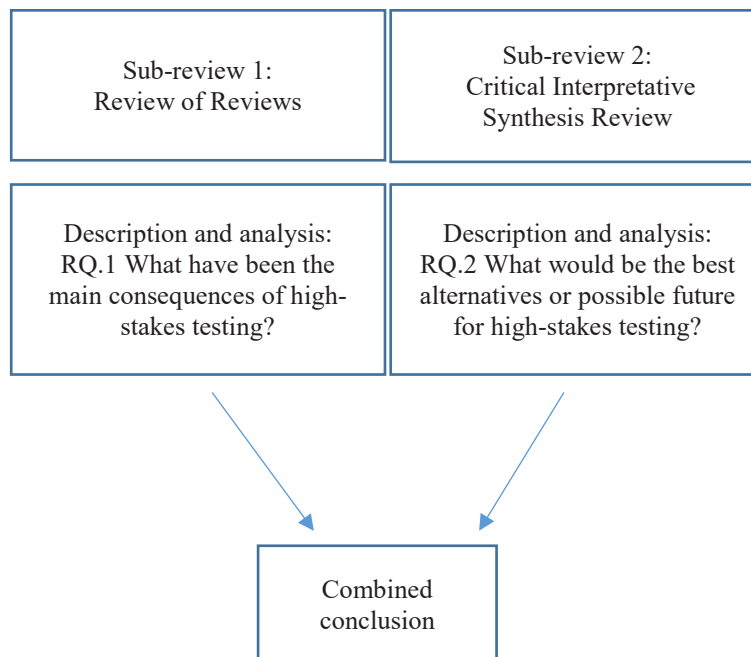 Sub-review 1:
Review of Reviews
Sub-review 2:
Critical Interpretative
Synthesis Review
Description and analysis:
RQ.1 What have been the
main consequences of high-
stakes testing?
Description and analysis:
RQ.2 What would be the best
alternatives or possible future
for high-stakes testing?
Combined
conclusion